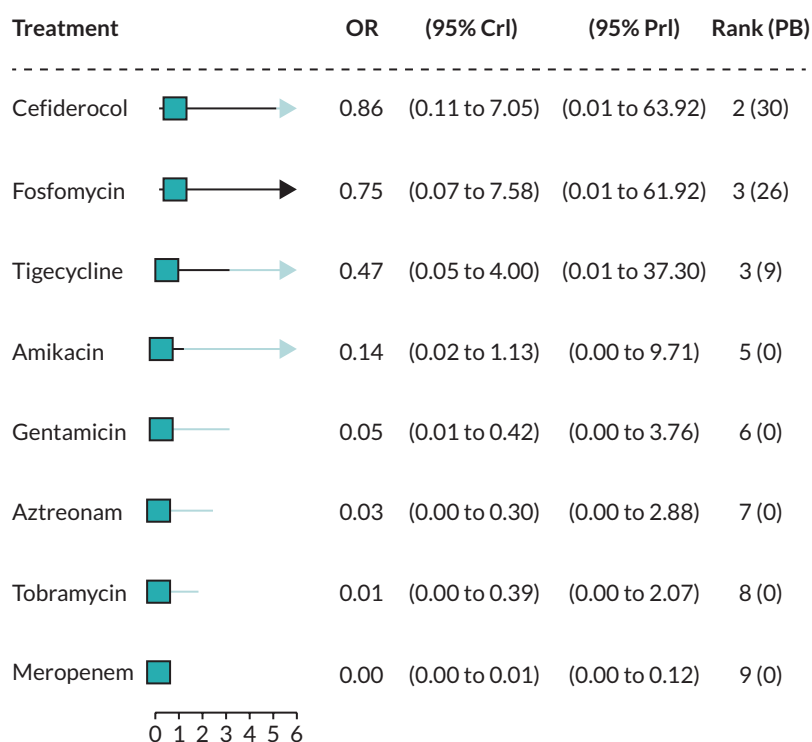 Treatment OR (95% Crl) (95% Prl) Rank (PB)
Cefiderocol 0.86 (0.11 to 7.05) (0.01 to 63.92) 2 (30)
Fosfomycin 0.75 (0.07 to 7.58) (0.01 to 61.92) 3 (26)
Tigecycline 0.47 (0.05 to 4.00) (0.01 to 37.30) 3 (9)
Amikacin 0.14 (0.02 to 1.13) (0.00 to 9.71) 5 (0)
Gentamicin 0.05 (0.01 to 0.42) (0.00 to 3.76) 6 (0)
Aztreonam 0.03 (0.00 to 0.30) (0.00 to 2.88) 7 (0)
Tobramycin 0.01 (0.00 to 0.39) (0.00 to 2.07) 8 (0)
Meropenem 0.00 (0.00 to 0.01) (0.00 to 0.12) 9 (0)
0 1 2 3 4 5 6